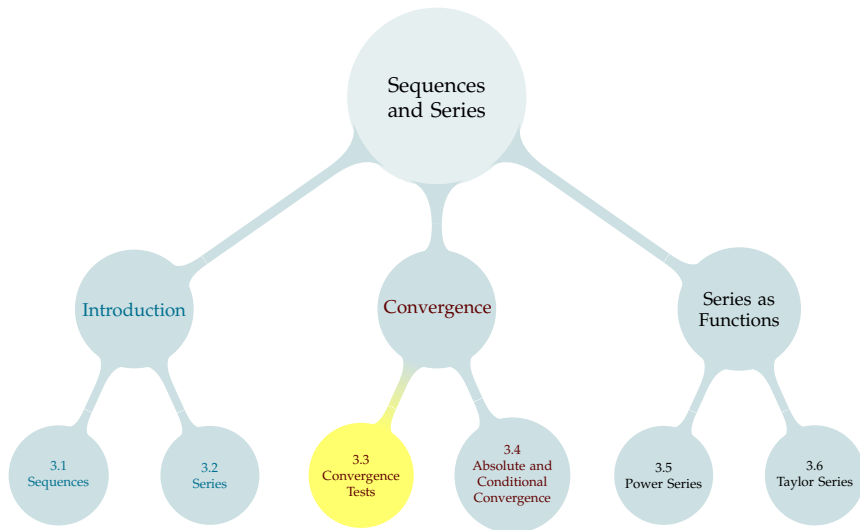 Sequences
and Series
Introduction
Convergence
Series as
Functions
3.1
Sequences
3.2
Series
3.3
Convergence
Tests
3.4
Absolute and
Conditional
Convergence
3.5
Power Series
3.6
Taylor Series